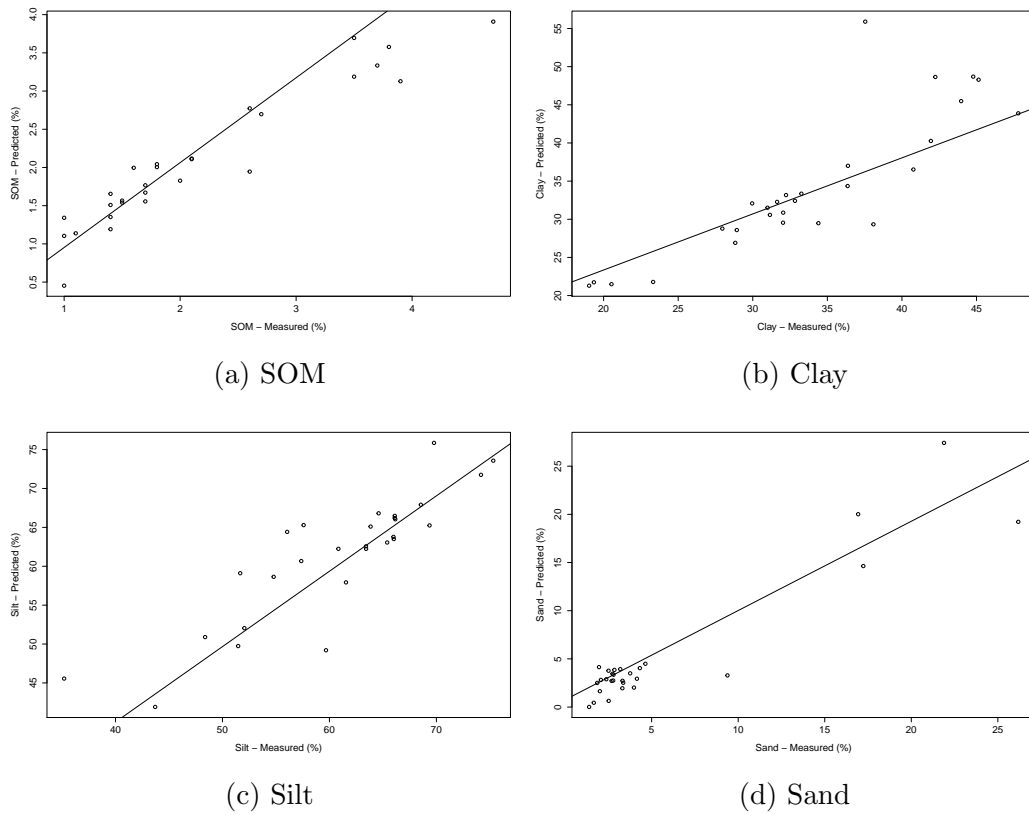 4.0
3.5
3.0
2.5
2.0
1.5
1.0
0.5
SOM – Predicted (%)
1 2 3 4
SOM – Measured (%)
(a) SOM
55
50
45
40
35
30
25
20
Clay – Predicted (%)
20 25 30 35 40 45
Clay – Measured (%)
(b) Clay
75
70
65
60
55
50
45
Silt – Predicted (%)
40 50 60 70
Silt – Measured (%)
(c) Silt
25
20
15
10
5
0
Sand – Predicted (%)
5 10 15 20 25
Sand – Measured (%)
(d) Sand